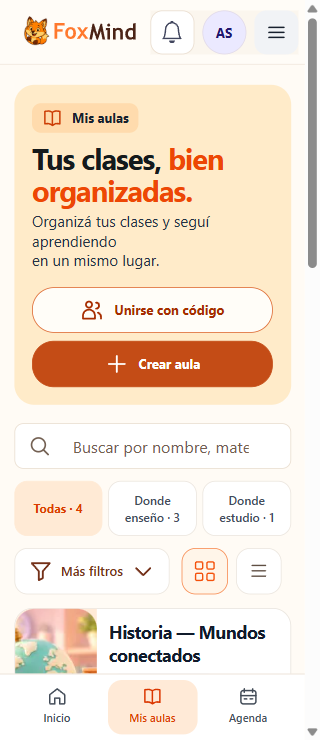 FoxMind
AS
Mis aulas
Tus clases, bien
organizadas.
Organizá tus clases y seguí
aprendiendo
en un mismo lugar.
Unirse con código
Crear aula
Buscar por nombre, mate
Todas · 4
Donde
enseño · 3
Donde
estudio · 1
Más filtros
Historia — Mundos
conectados
Inicio
Mis aulas
Agenda